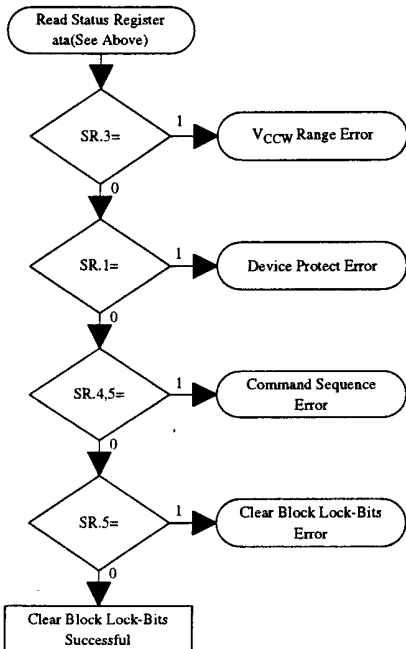 Read Status Register
ata(See Above)
SR.3=
1
V_CCW Range Error
0
SR.1=
1
Device Protect Error
0
SR.4,5=
1
Command Sequence
Error
0
SR.5=
1
Clear Block Lock-Bits
Error
0
Clear Block Lock-Bits
Successful